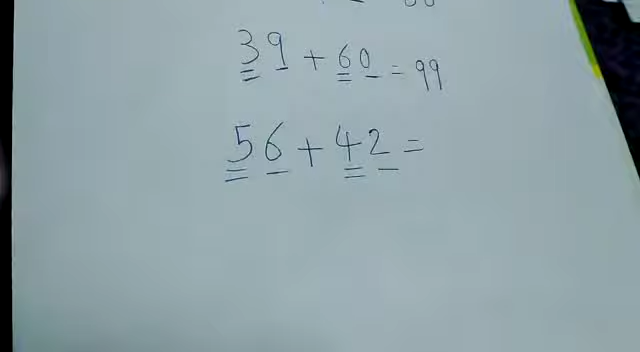 39 + 60 = 99
56 + 42 =